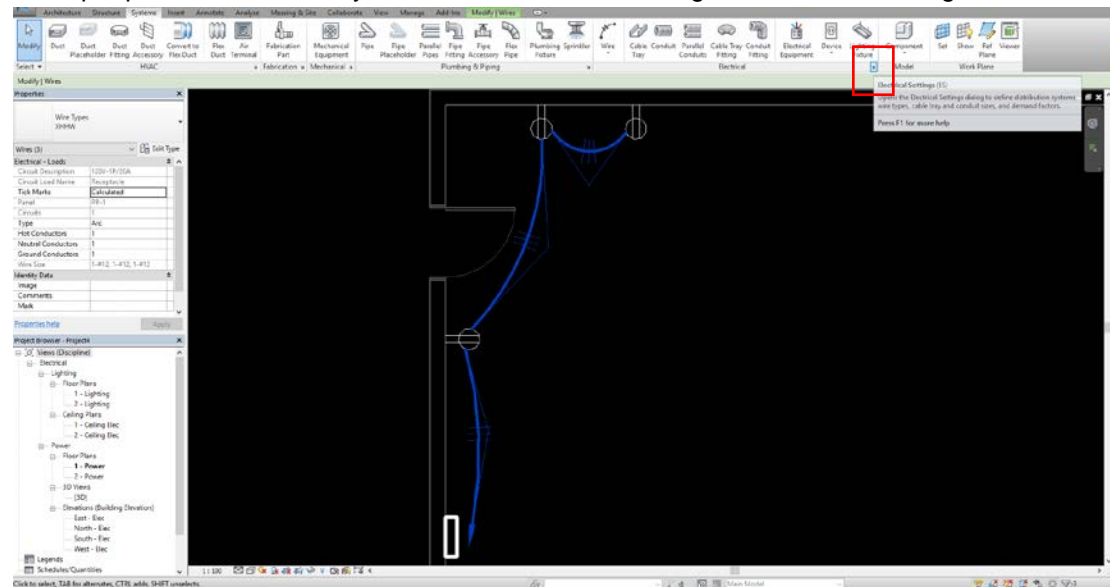 Architecture Structure Systems Insert Annotate Analyze Massing & Site Collaborate View Manage Add-Ins Modify | Wires
Modify Duct Duct Placeholder Duct Fitting Duct Accessory Convert to Flex Duct Flex Duct Air Terminal Fabrication Part Mechanical Equipment Pipe Pipe Placeholder Parallel Pipes Pipe Fitting Pipe Accessory Flex Pipe Plumbing Fixture Sprinkler Wire Cable Tray Conduit Parallel Conduits Cable Tray Fitting Conduit Fitting Electrical Equipment Device Lighting Fixture Component Set Show Ref Plane Viewer
Select HVAC Fabrication Mechanical Plumbing & Piping Electrical Model Work Plane
Modify | Wires
Electrical Settings (ES)
Opens the Electrical Settings dialog to define distribution systems
wire types, cable tray and conduit sizes, and demand factors.
Press F1 for more help
Properties
Wire Types
XHHW
Wires (3) Edit Type
Electrical - Loads
Circuit Description 120V-1P/20A
Circuit Load Name Receptacle
Tick Marks Calculated
Panel PP-1
Circuits 1
Type Arc
Hot Conductors 1
Neutral Conductors 1
Ground Conductors 1
Wire Size 1-#12, 1-#12, 1-#12
Identity Data
Image
Comments
Mark
Properties help Apply
Project Browser - Project4
Views (Discipline)
Electrical
Lighting
Floor Plans
1 - Lighting
2 - Lighting
Ceiling Plans
1 - Ceiling Elec
2 - Ceiling Elec
Power
Floor Plans
1 - Power
2 - Power
3D Views
{3D}
Elevations (Building Elevation)
East - Elec
North - Elec
South - Elec
West - Elec
Legends
Schedules/Quantities
1 : 100
Click to select, TAB for alternates, CTRL adds, SHIFT unselects. Main Model